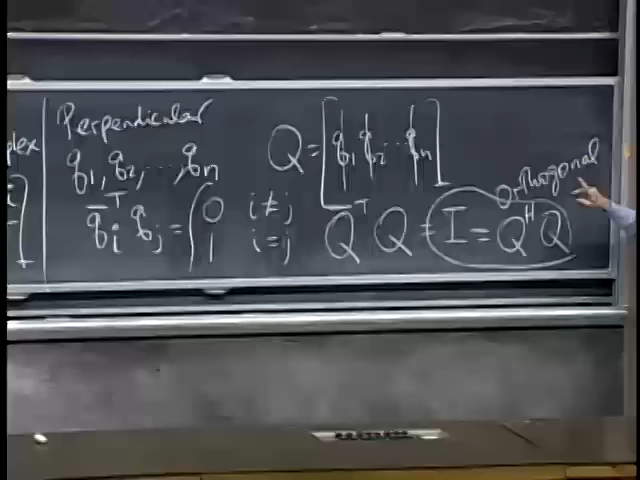 plex
Perpendicular
q₁, q₂, ..., qₙ
q̅ᵢᵀ qⱼ = { 0 i ≠ j
1 i = j
Q = [q₁ q₂ ... qₙ]
Q̅ᵀ Q = I = Qᴴ Q
Orthogonal